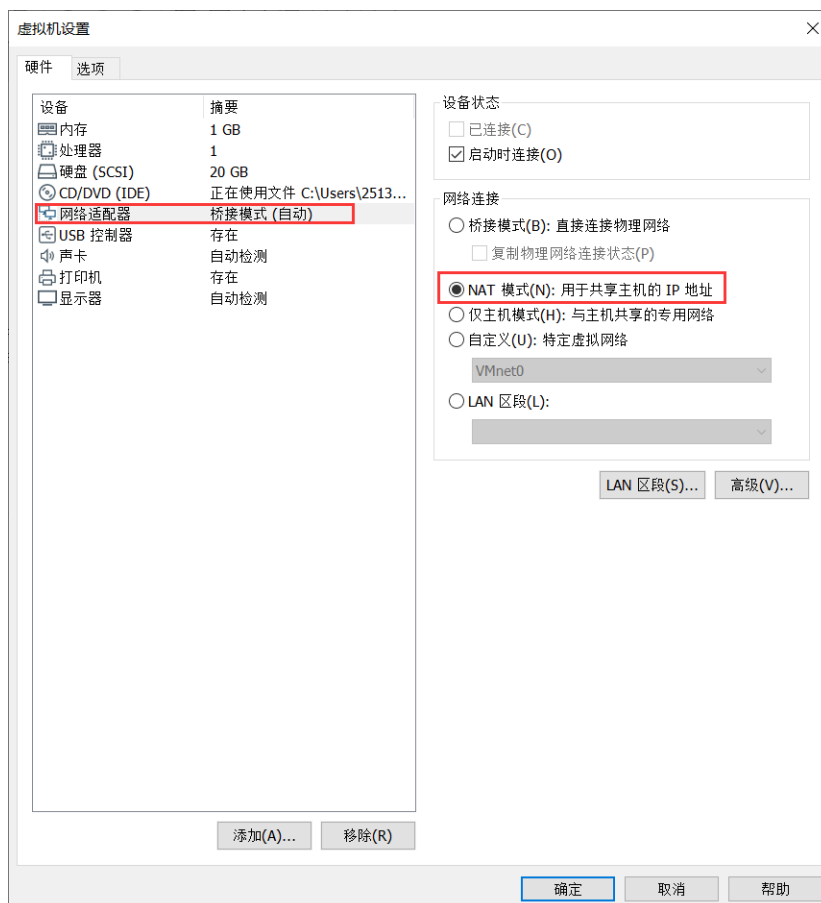 虚拟机设置
硬件 选项
设备 摘要
内存 1 GB
处理器 1
硬盘 (SCSI) 20 GB
CD/DVD (IDE) 正在使用文件 C:\Users\2513...
网络适配器 桥接模式 (自动)
USB 控制器 存在
声卡 自动检测
打印机 存在
显示器 自动检测
添加(A)... 移除(R)
设备状态
已连接(C)
启动时连接(O)
网络连接
桥接模式(B): 直接连接物理网络
复制物理网络连接状态(P)
NAT 模式(N): 用于共享主机的 IP 地址
仅主机模式(H): 与主机共享的专用网络
自定义(U): 特定虚拟网络
VMnet0
LAN 区段(L):
LAN 区段(S)... 高级(V)...
确定 取消 帮助